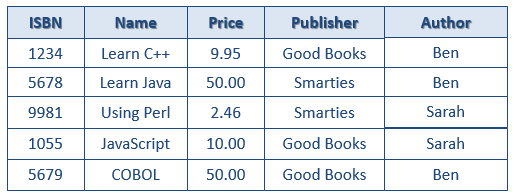 ISBN Name Price Publisher Author
1234 Learn C++ 9.95 Good Books Ben
5678 Learn Java 50.00 Smarties Ben
9981 Using Perl 2.46 Smarties Sarah
1055 JavaScript 10.00 Good Books Sarah
5679 COBOL 50.00 Good Books Ben